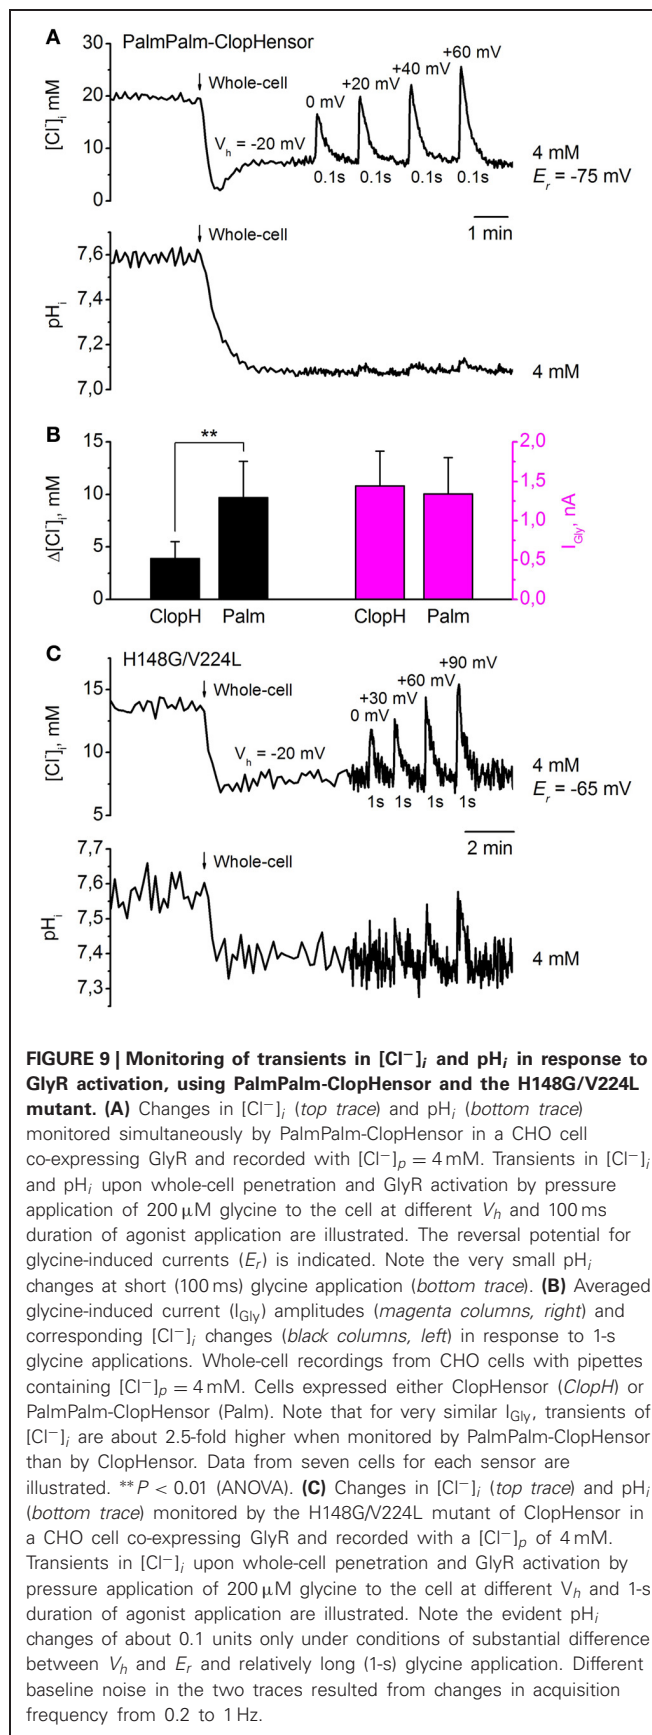 A
PalmPalm-ClopHensor
[Cl⁻]i, mM
30
20
10
0
Whole-cell
Vh = -20 mV
0 mV
+20 mV
+40 mV
+60 mV
0.1s
0.1s
0.1s
0.1s
4 mM
Er = -75 mV
1 min
pHi
7,6
7,4
7,2
7,0
Whole-cell
4 mM
B
Δ[Cl⁻]i, mM
15
10
5
0
**
ClopH
Palm
ClopH
Palm
2,0
1,5
1,0
0,5
0,0
IGly, nA
C
H148G/V224L
[Cl⁻]i, mM
15
10
5
Whole-cell
Vh = -20 mV
0 mV
+30 mV
+60 mV
+90 mV
1s
1s
1s
1s
4 mM
Er = -65 mV
2 min
pHi
7,7
7,6
7,5
7,4
7,3
Whole-cell
4 mM
FIGURE 9 | Monitoring of transients in [Cl⁻]i and pHi in response to
GlyR activation, using PalmPalm-ClopHensor and the H148G/V224L
mutant. (A) Changes in [Cl⁻]i (top trace) and pHi (bottom trace)
monitored simultaneously by PalmPalm-ClopHensor in a CHO cell
co-expressing GlyR and recorded with [Cl⁻]p = 4 mM. Transients in [Cl⁻]i
and pHi upon whole-cell penetration and GlyR activation by pressure
application of 200 μM glycine to the cell at different Vh and 100 ms
duration of agonist application are illustrated. The reversal potential for
glycine-induced currents (Er) is indicated. Note the very small pHi
changes at short (100 ms) glycine application (bottom trace). (B) Averaged
glycine-induced current (IGly) amplitudes (magenta columns, right) and
corresponding [Cl⁻]i changes (black columns, left) in response to 1-s
glycine applications. Whole-cell recordings from CHO cells with pipettes
containing [Cl⁻]p = 4 mM. Cells expressed either ClopHensor (ClopH) or
PalmPalm-ClopHensor (Palm). Note that for very similar IGly, transients of
[Cl⁻]i are about 2.5-fold higher when monitored by PalmPalm-ClopHensor
than by ClopHensor. Data from seven cells for each sensor are
illustrated. **P < 0.01 (ANOVA). (C) Changes in [Cl⁻]i (top trace) and pHi
(bottom trace) monitored by the H148G/V224L mutant of ClopHensor in
a CHO cell co-expressing GlyR and recorded with a [Cl⁻]p of 4 mM.
Transients in [Cl⁻]i upon whole-cell penetration and GlyR activation by
pressure application of 200 μM glycine to the cell at different Vh and 1-s
duration of agonist application are illustrated. Note the evident pHi
changes of about 0.1 units only under conditions of substantial difference
between Vh and Er and relatively long (1-s) glycine application. Different
baseline noise in the two traces resulted from changes in acquisition
frequency from 0.2 to 1 Hz.